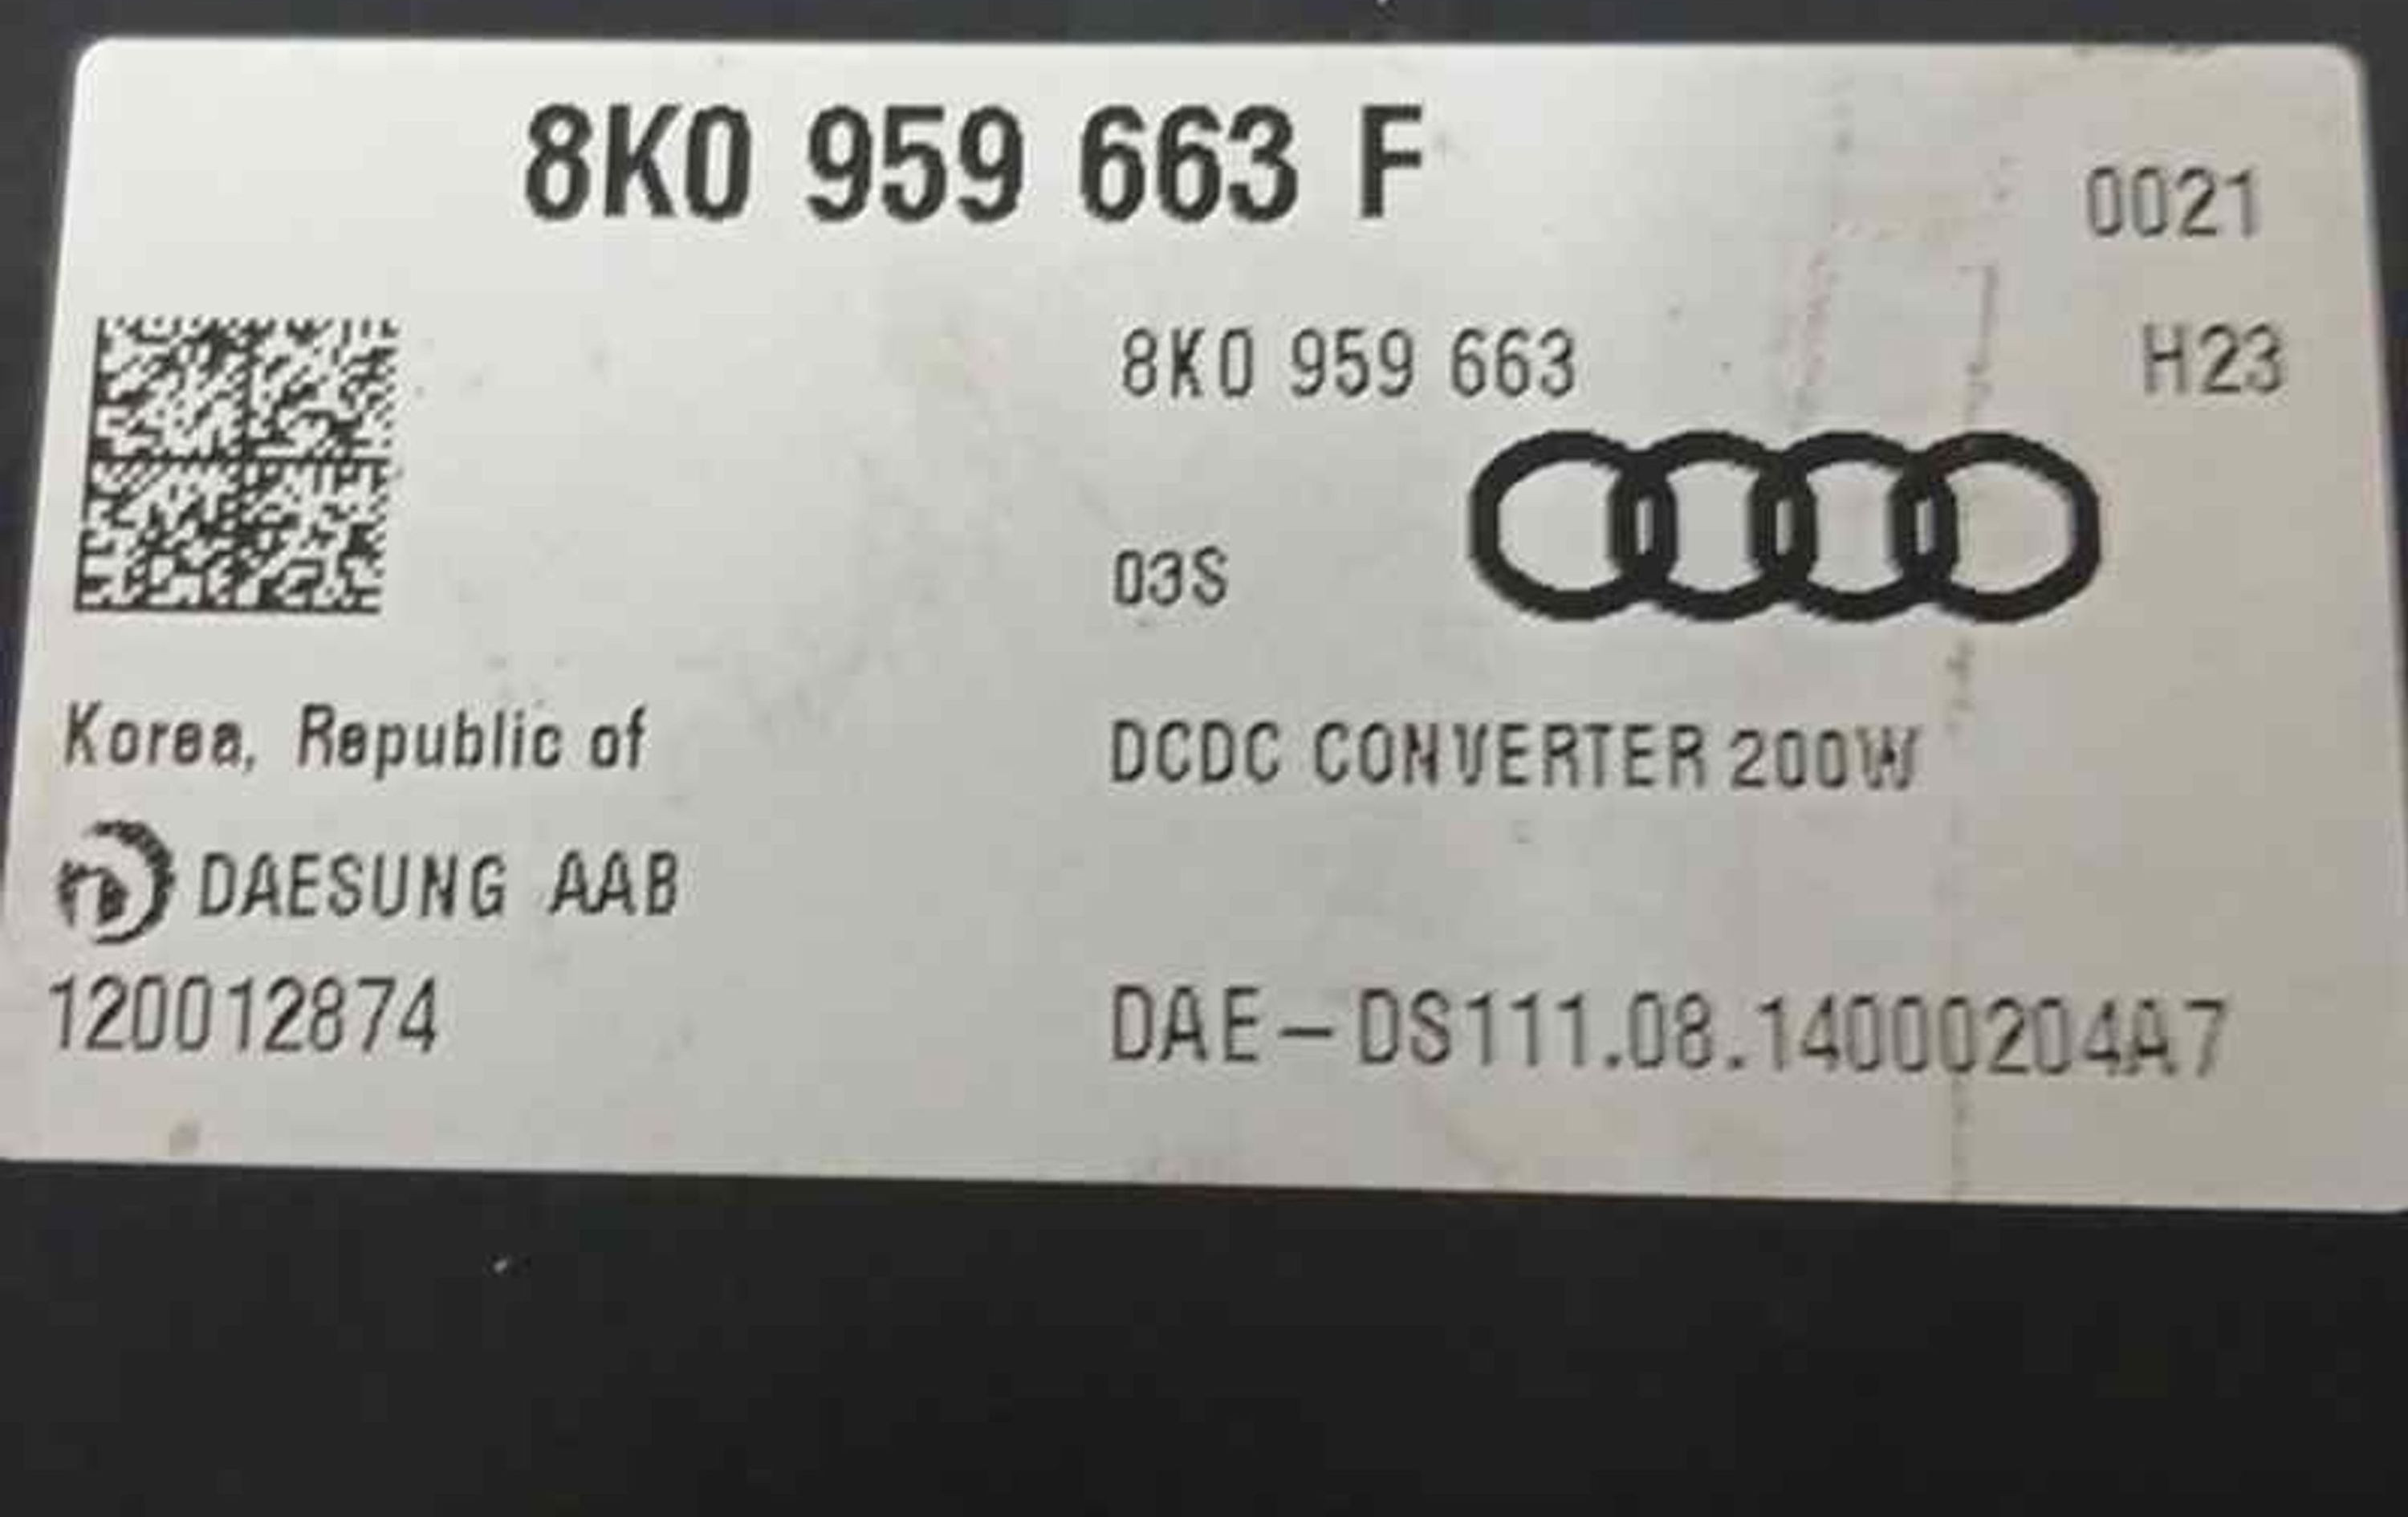 8K0 959 663 F
0021
8K0 959 663
H23
03S
Korea, Republic of
DCDC CONVERTER 200W
DAESUNG AAB
120012874
DAE-DS111.08.14000204A7